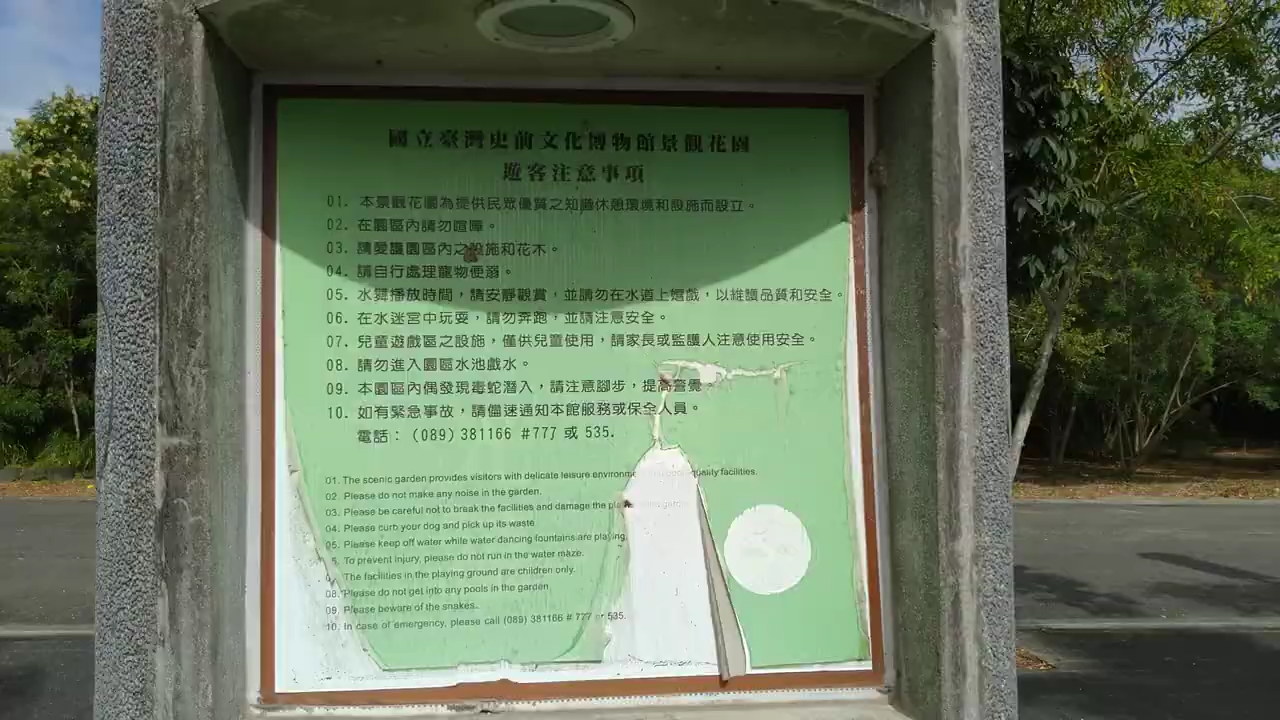 國立臺灣史前文化博物館景觀花園
遊客注意事項
01. 本景觀花園為提供民眾優質之知識休憩環境和設施而設立。
02. 在園區內請勿喧嘩。
03. 請愛護園區內之設施和花木。
04. 請自行處理寵物便溺。
05. 水舞播放時間，請安靜觀賞，並請勿在水道上嬉戲，以維護品質和安全。
06. 在水迷宮中玩耍，請勿奔跑，並請注意安全。
07. 兒童遊戲區之設施，僅供兒童使用，請家長或監護人注意使用安全。
08. 請勿進入園區水池戲水。
09. 本園區內偶發現毒蛇潛入，請注意腳步，提高警覺。
10. 如有緊急事故，請儘速通知本館服務或保全人員。
電話：(089) 381166 #777 或 535.
01. The scenic garden provides visitors with delicate leisure environme quality facilities.
02. Please do not make any noise in the garden.
03. Please be careful not to break the facilities and damage the pla
04. Please curb your dog and pick up its waste
05. Please keep off water while water dancing fountains are playing
. To prevent injury, please do not run in the water maze.
The facilities in the playing ground are children only.
08. Please do not get into any pools in the garden
09. Please beware of the snakes.
10. In case of emergency, please call (089) 381166 # 777 or 535.